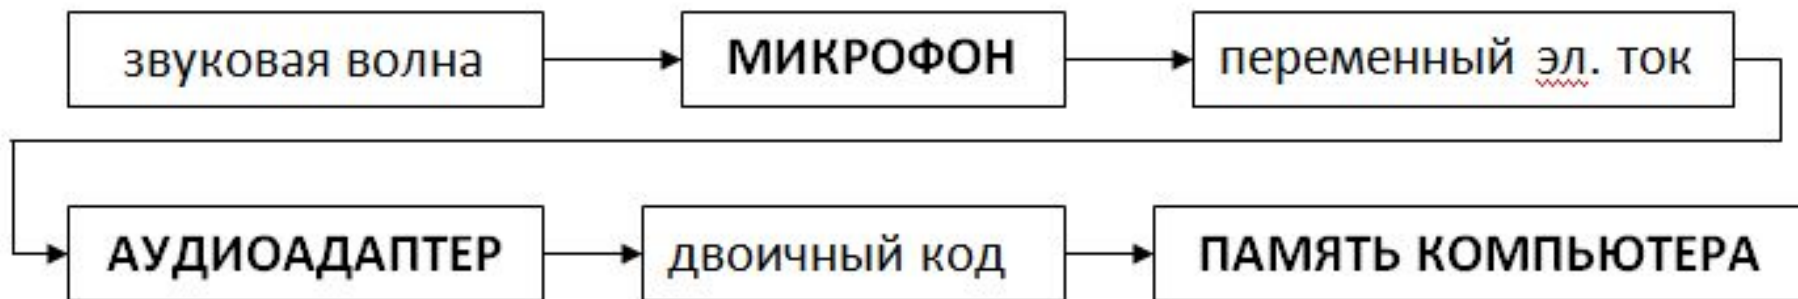 звуковая волна
МИКРОФОН
переменный эл. ток
АУДИОАДАПТЕР
двоичный код
ПАМЯТЬ КОМПЬЮТЕРА